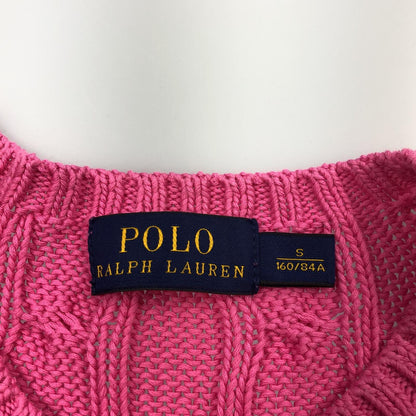 POLO
RALPH LAUREN
S
160/84A